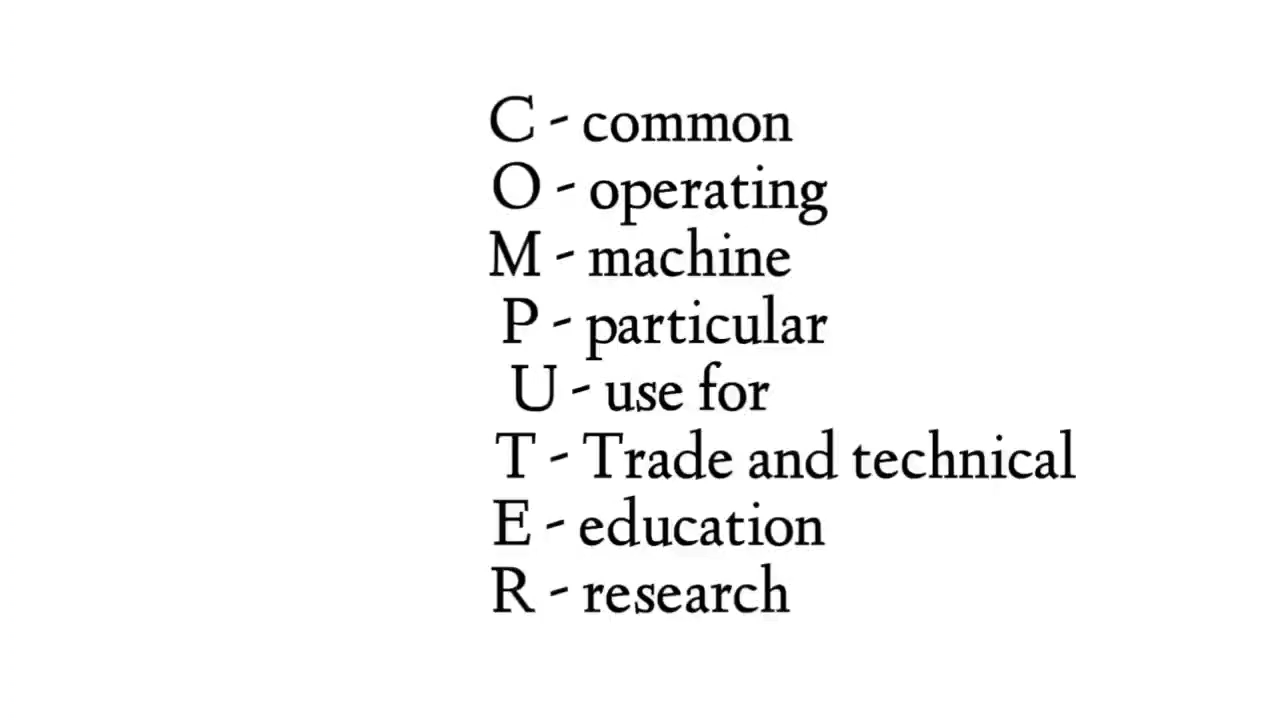 C - common
O - operating
M - machine
P - particular
U - use for
T - Trade and technical
E - education
R - research